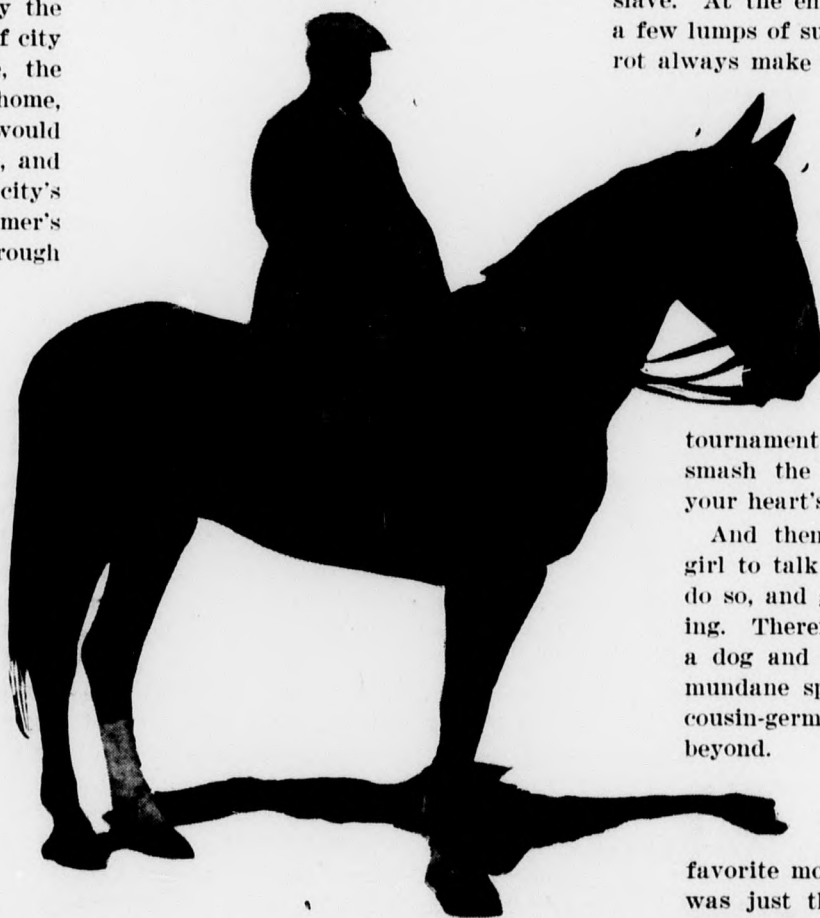 y the
f city
, the
home,
would
, and
city's
mer's
rough
slave. At the en
a few lumps of su
rot always make
tournament
smash the
your heart's
And then
girl to talk
do so, and
ing. There
a dog and
mundane sp
cousin-germ
beyond.
favorite mo
was just th